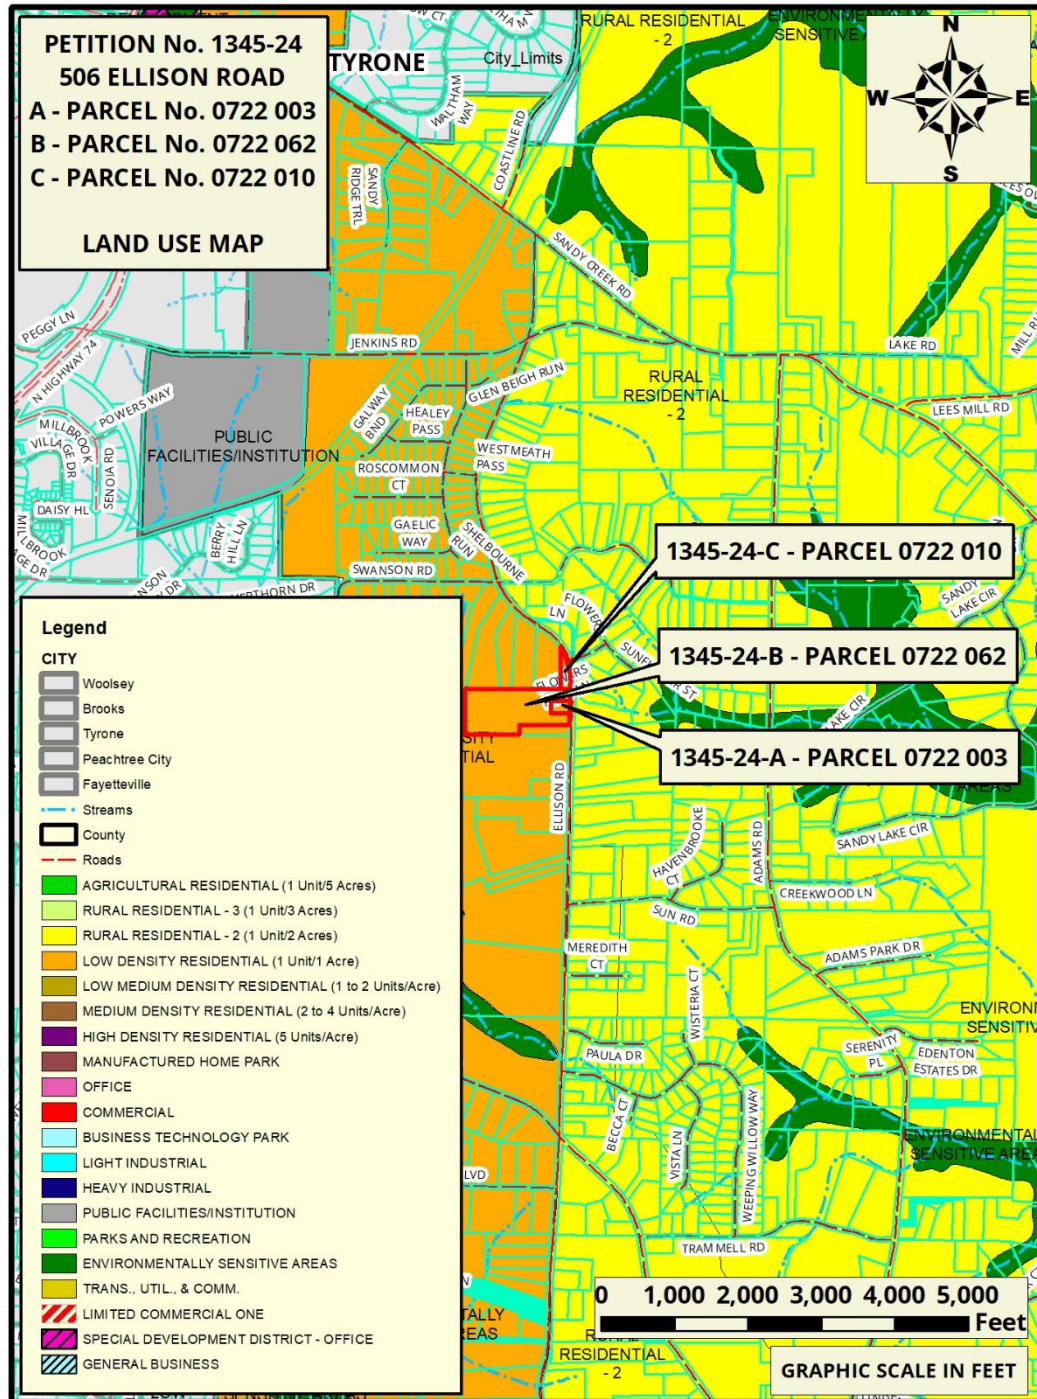 PETITION No. 1345-24
506 ELLISON ROAD
A - PARCEL No. 0722 003
B - PARCEL No. 0722 062
C - PARCEL No. 0722 010
LAND USE MAP
TYRONE
City_Limits
WALTHAM
WAY
COASTLINE RD
SANDY
RIDGE TRL
RURAL RESIDENTIAL
- 2
N
W
E
S
SANDY CREEK RD
PEGGY LN
N HIGHWAY 74
JENKINS RD
LAKE RD
LEES MILL RD
POWERS WAY
MILLBROOK
VILLAGE DR
SENOIA RD
DAISY HL
MILLBROOK
PUBLIC
FACILITIES/INSTITUTION
GALWAY
BND
HEALEY
PASS
GLEN BEIGH RUN
RURAL
RESIDENTIAL
- 2
WESTMEATH
PASS
ROSCOMMON
CT
GAELIC
WAY
SHELBOURNE
RUN
BERRY
HILL LN
SWANSON RD
1345-24-C - PARCEL 0722 010
1345-24-B - PARCEL 0722 062
1345-24-A - PARCEL 0722 003
SANDY
LAKE CIR
LAKE CIR
AREAS
SANDY LAKE CIR
ELLISON RD
HAVENBROOKE
CT
ADAMS RD
CREEKWOOD LN
SUN RD
MEREDITH
CT
ADAMS PARK DR
WISTERIA CT
PAULA DR
SERENITY
PL
EDENTON
ESTATES DR
BECCA CT
VISTA LN
WEEPING WILLOW WAY
SENSITIVE AREA
TRAMMELL RD
Legend
CITY
Woolsey
Brooks
Tyrone
Peachtree City
Fayetteville
Streams
County
Roads
AGRICULTURAL RESIDENTIAL (1 Unit/5 Acres)
RURAL RESIDENTIAL - 3 (1 Unit/3 Acres)
RURAL RESIDENTIAL - 2 (1 Unit/2 Acres)
LOW DENSITY RESIDENTIAL (1 Unit/1 Acre)
LOW MEDIUM DENSITY RESIDENTIAL (1 to 2 Units/Acre)
MEDIUM DENSITY RESIDENTIAL (2 to 4 Units/Acre)
HIGH DENSITY RESIDENTIAL (5 Units/Acre)
MANUFACTURED HOME PARK
OFFICE
COMMERCIAL
BUSINESS TECHNOLOGY PARK
LIGHT INDUSTRIAL
HEAVY INDUSTRIAL
PUBLIC FACILITIES/INSTITUTION
PARKS AND RECREATION
ENVIRONMENTALLY SENSITIVE AREAS
TRANS., UTIL., & COMM.
LIMITED COMMERCIAL ONE
SPECIAL DEVELOPMENT DISTRICT - OFFICE
GENERAL BUSINESS
0 1,000 2,000 3,000 4,000 5,000
Feet
RESIDENTIAL
- 2
GRAPHIC SCALE IN FEET